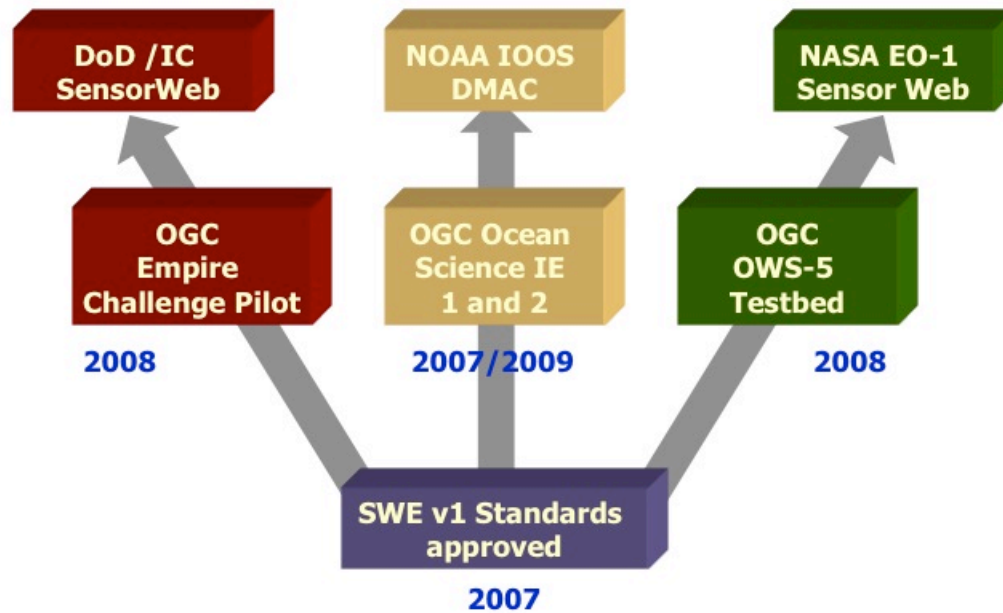 DoD /IC
SensorWeb
NOAA IOOS
DMAC
NASA EO-1
Sensor Web
OGC
Empire
Challenge Pilot
OGC Ocean
Science IE
1 and 2
OGC
OWS-5
Testbed
2008
2007/2009
2008
SWE v1 Standards
approved
2007